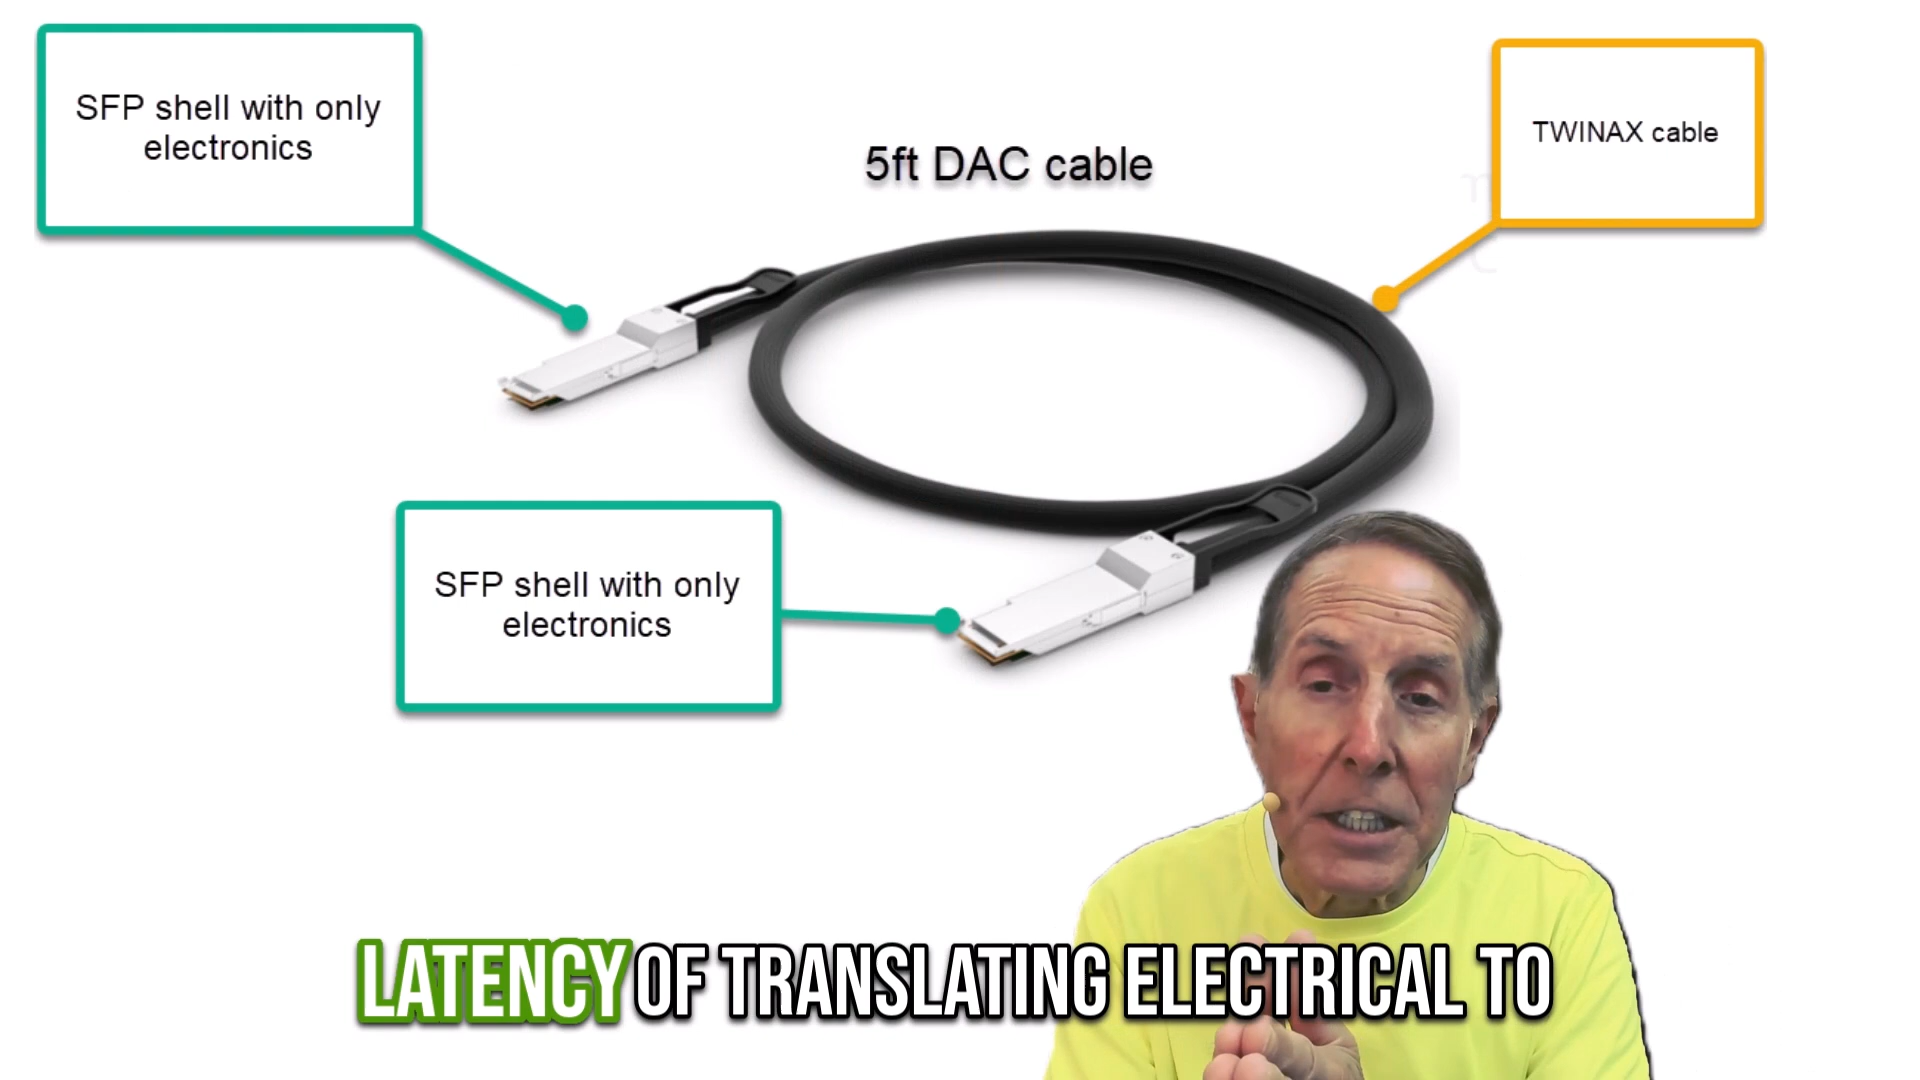 SFP shell with only
electronics
5ft DAC cable
TWINAX cable
SFP shell with only
electronics
LATENCY OF TRANSLATING ELECTRICAL TO